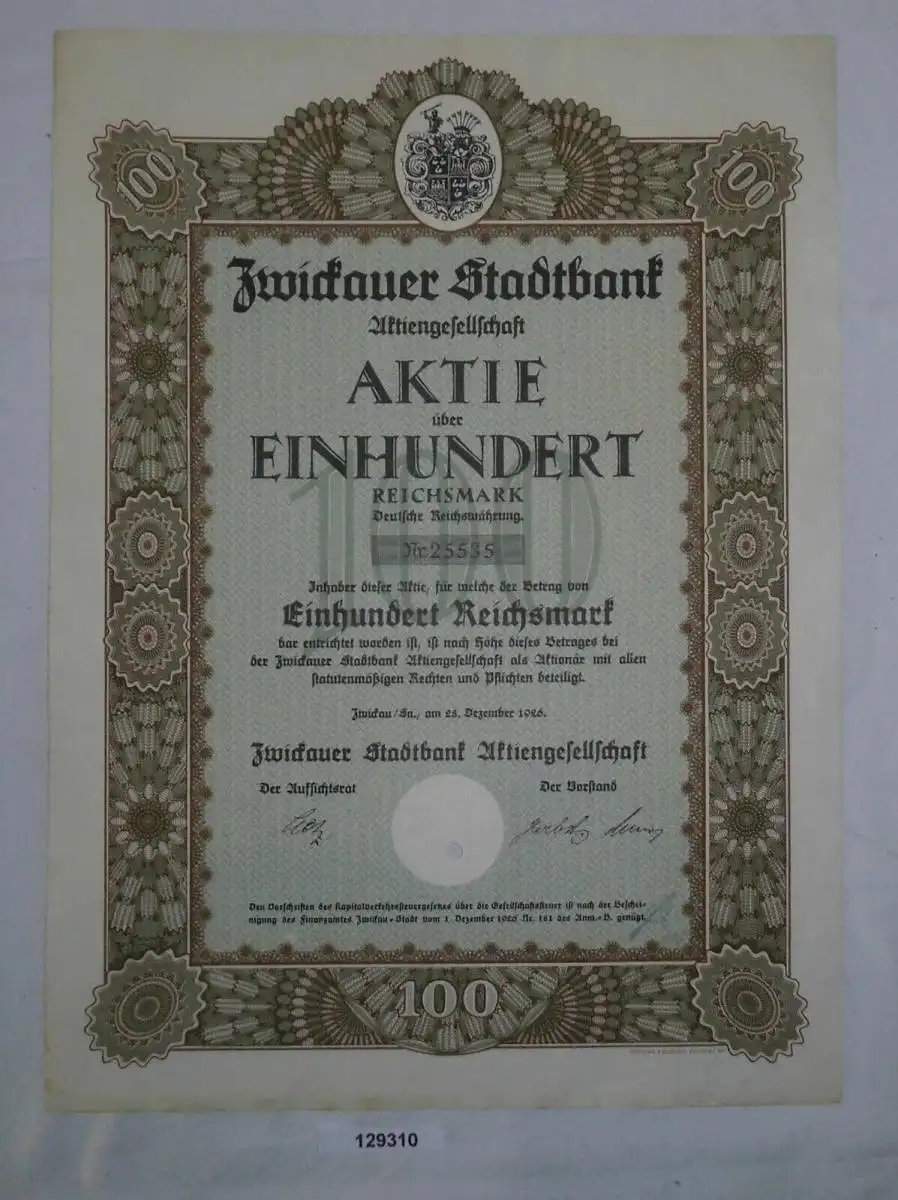 100
100
Zwickauer Stadtbank
Aktiengesellschaft
AKTIE
über
EINHUNDERT
REICHSMARK
Deutsche Reichswährung.
Nr. 25535
Inhaber dieser Aktie, für welche der Betrag von
Einhundert Reichsmark
bar entrichtet worden ist, ist nach Höhe dieses Betrages bei
der Zwickauer Stadtbank Aktiengesellschaft als Aktionär mit allen
statutenmäßigen Rechten und Pflichten beteiligt.
Zwickau/Sa., am 28. Dezember 1926.
Zwickauer Stadtbank Aktiengesellschaft
Der Aufsichtsrat
Der Vorstand
Den Vorschriften des Kapitalverkehrsteuergesetzes über die Gesellschaftssteuer ist nach der Beschei-
nigung des Finanzamtes Zwickau-Stadt vom 1. Dezember 1926 Nr. 161 des Anm.-B. genügt.
100
129310